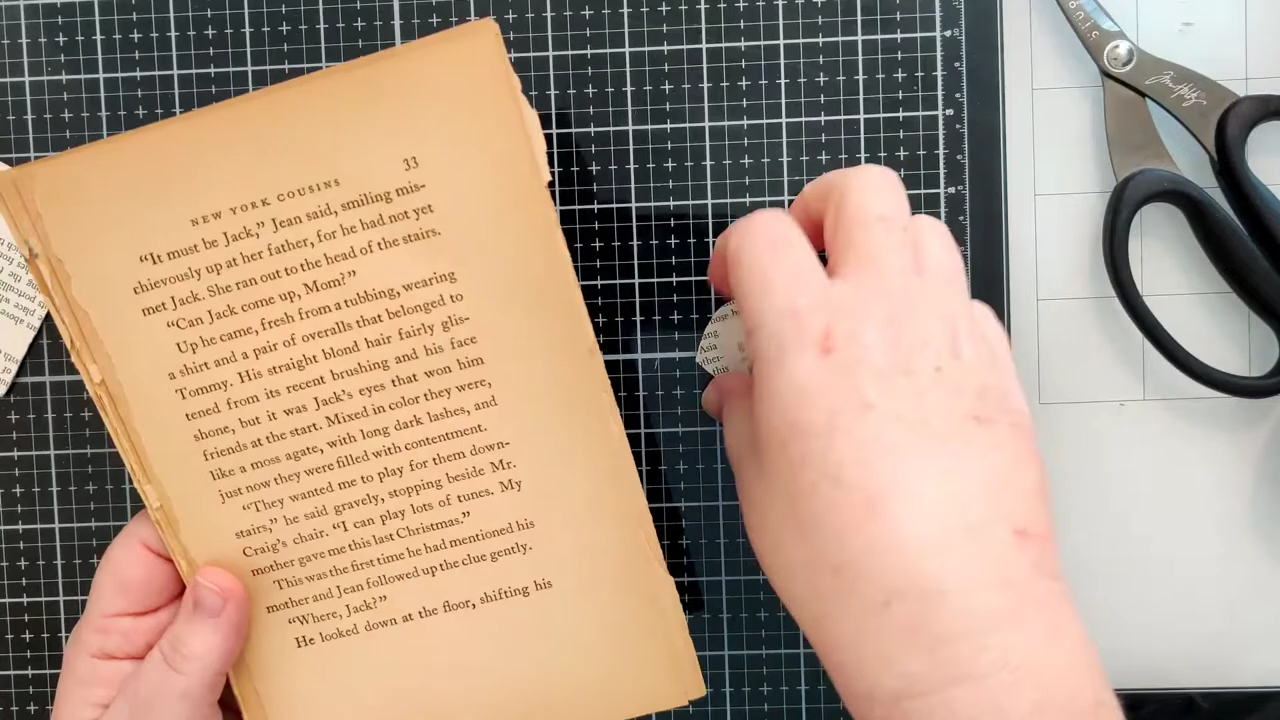 NEW YORK COUSINS 33
“It must be Jack,” Jean said, smiling mis-
chievously up at her father, for he had not yet
met Jack. She ran out to the head of the stairs.
“Can Jack come up, Mom?”
Up he came, fresh from a tubbing, wearing
a shirt and a pair of overalls that belonged to
Tommy. His straight blond hair fairly glis-
tened from its recent brushing and his face
shone, but it was Jack’s eyes that won him
friends at the start. Mixed in color they were,
like a moss agate, with long dark lashes, and
just now they were filled with contentment.
“They wanted me to play for them down-
stairs,” he said gravely, stopping beside Mr.
Craig’s chair. “I can play lots of tunes. My
mother gave me this last Christmas.”
This was the first time he had mentioned his
mother and Jean followed up the clue gently.
“Where, Jack?”
He looked down at the floor, shifting his
ang
Asia
ther-
this
Tim Holtz